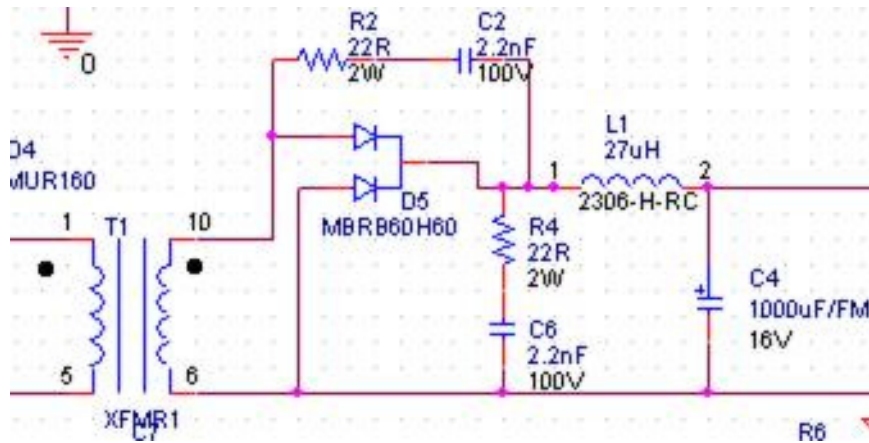 0
R2
22R
2W
C2
2.2nF
100V
L1
27uH
1
2
2306-H-RC
D4
MUR160
D5
MBRB60H60
1
T1
10
R4
22R
2W
C4
1000uF/FM
16V
C6
2.2nF
100V
5
6
XFMR1
C7
R6